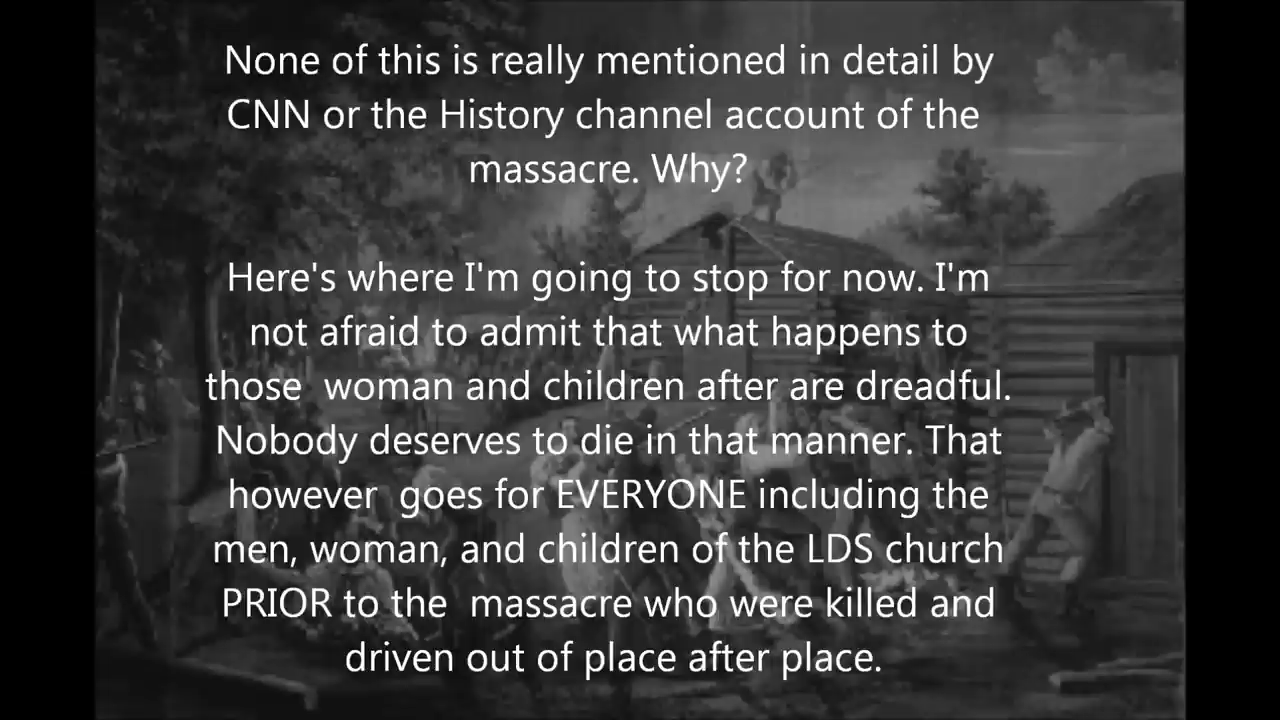 None of this is really mentioned in detail by
CNN or the History channel account of the
massacre. Why?
Here's where I'm going to stop for now. I'm
not afraid to admit that what happens to
those  woman and children after are dreadful.
Nobody deserves to die in that manner. That
however  goes for EVERYONE including the
men, woman, and children of the LDS church
PRIOR to the  massacre who were killed and
driven out of place after place.